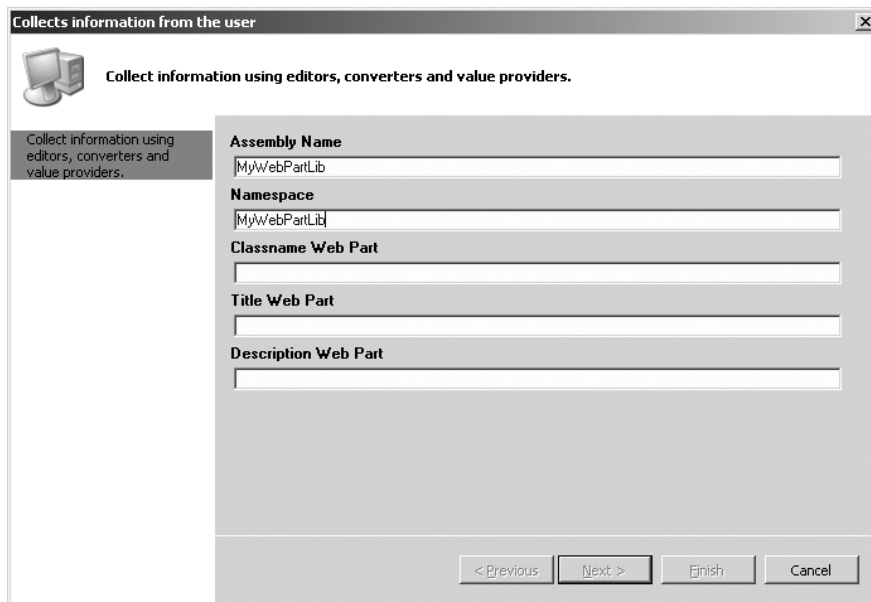 Collects information from the user
Collect information using editors, converters and value providers.
Collect information using
editors, converters and
value providers.
Assembly Name
MyWebPartLib
Namespace
MyWebPartLib
Classname Web Part
Title Web Part
Description Web Part
< Previous
Next >
Finish
Cancel